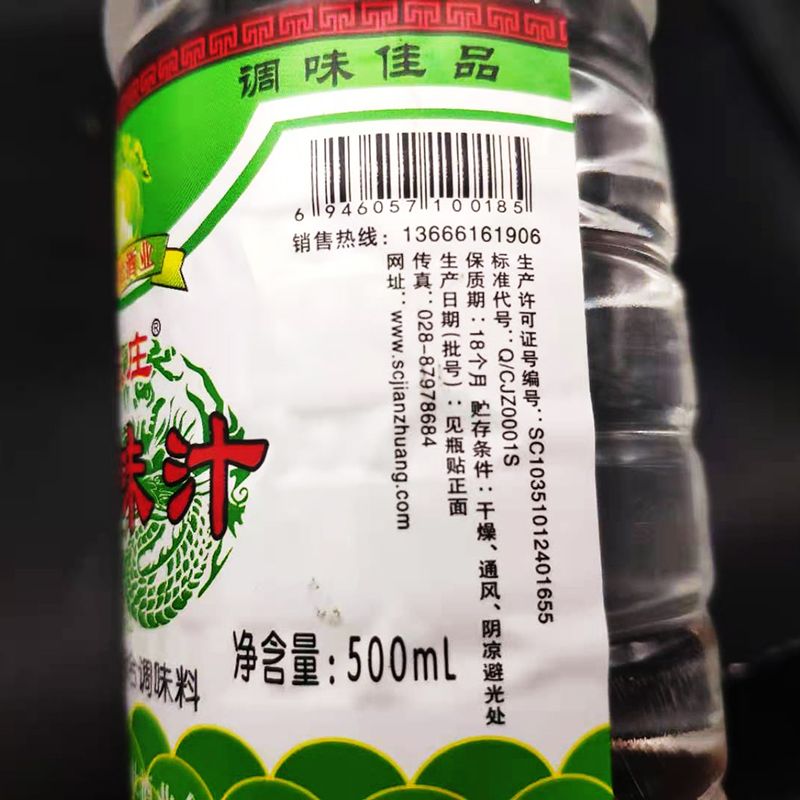 调味佳品
6 946057 100185
销售热线：13666161906
生产许可证号编号：SC10351012401655
标准代号：Q/CJZ0001S
保质期：18个月 贮存条件：干燥、通风、阴凉避光处
生产日期(批号)：见瓶贴正面
传真：028-87978684
网址：www.scjianzhuang.com
酒业
庄®
味汁
调味料
净含量：500mL